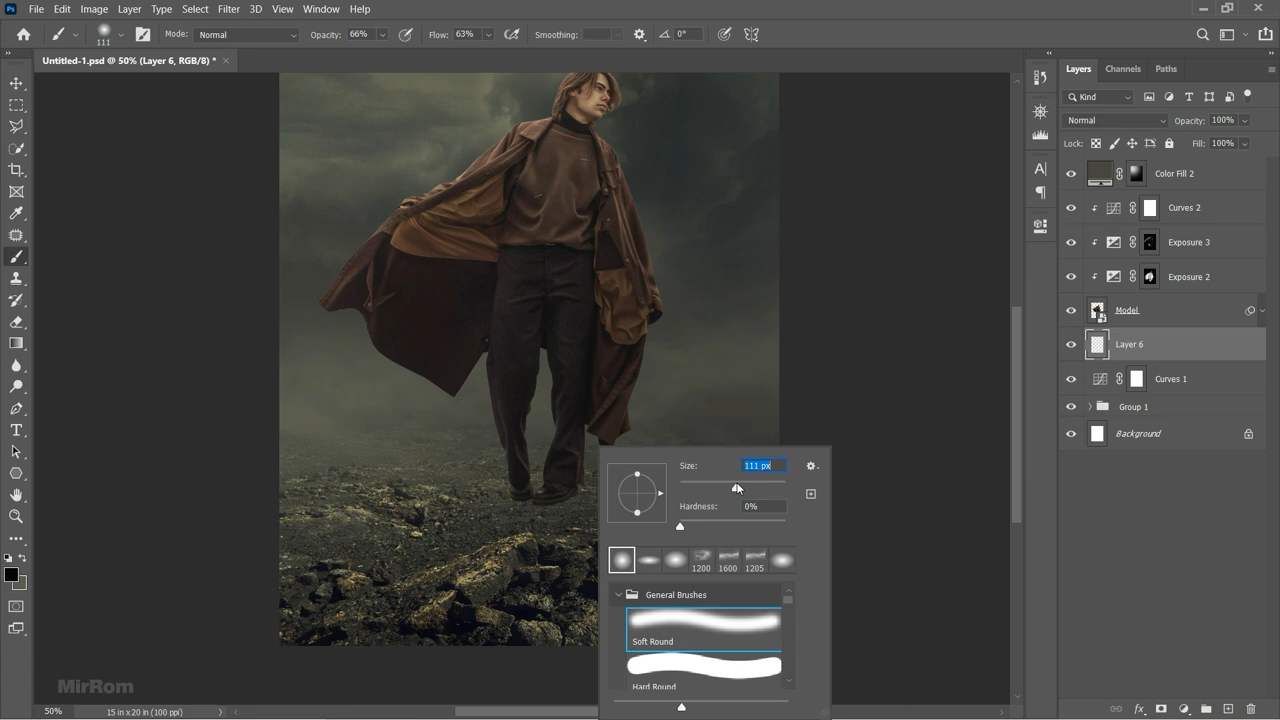 Ps File Edit Image Layer Type Select Filter 3D View Window Help
111 Mode: Normal Opacity: 66% Flow: 63% Smoothing: 0°
Untitled-1.psd @ 50% (Layer 6, RGB/8) * ×
Layers Channels Paths
Kind
Normal Opacity: 100%
Lock: Fill: 100%
Color Fill 2
Curves 2
Exposure 3
Exposure 2
Model
Layer 6
Curves 1
Group 1
Background
Size: 111 px
Hardness: 0%
1200 1600 1205
General Brushes
Soft Round
Hard Round
MirRom
50% 15 in x 20 in (100 ppi)